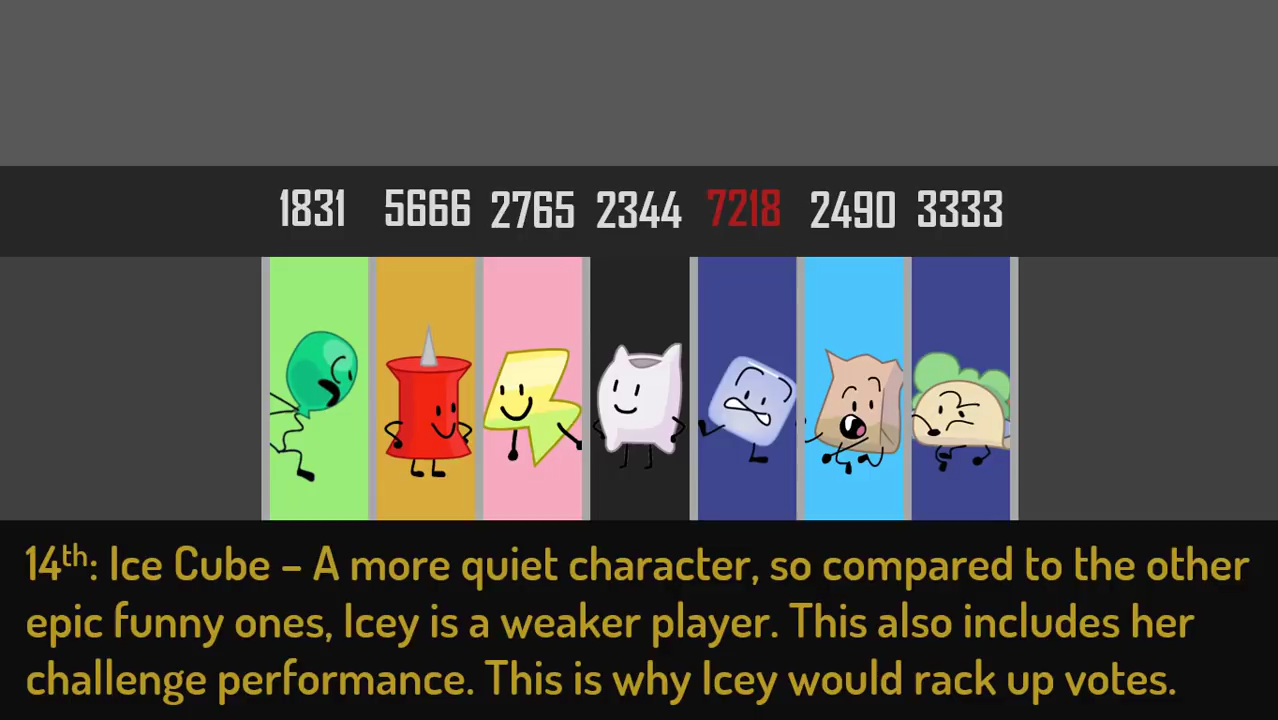 1831 5666 2765 2344 7218 2490 3333
14th: Ice Cube – A more quiet character, so compared to the other
epic funny ones, Icey is a weaker player. This also includes her
challenge performance. This is why Icey would rack up votes.